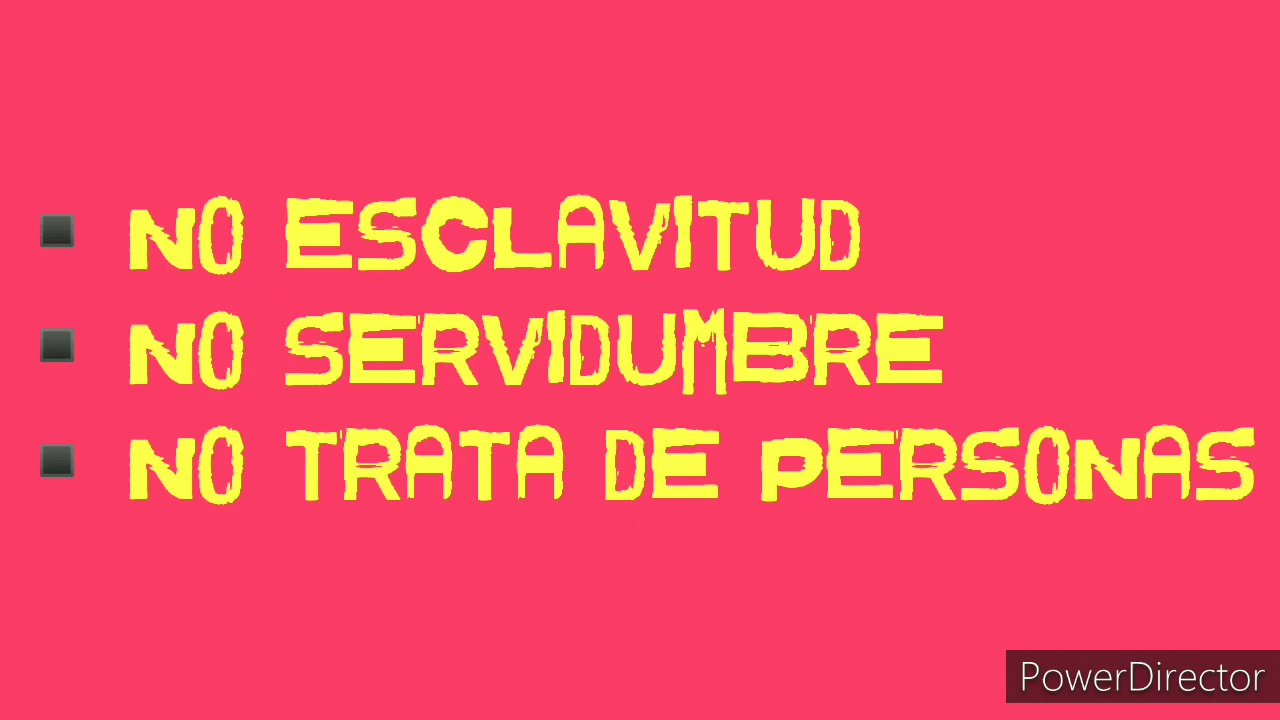 ▪ NO ESCLAVITUD
▪ NO SERVIDUMBRE
▪ NO TRATA DE PERSONAS
PowerDirector